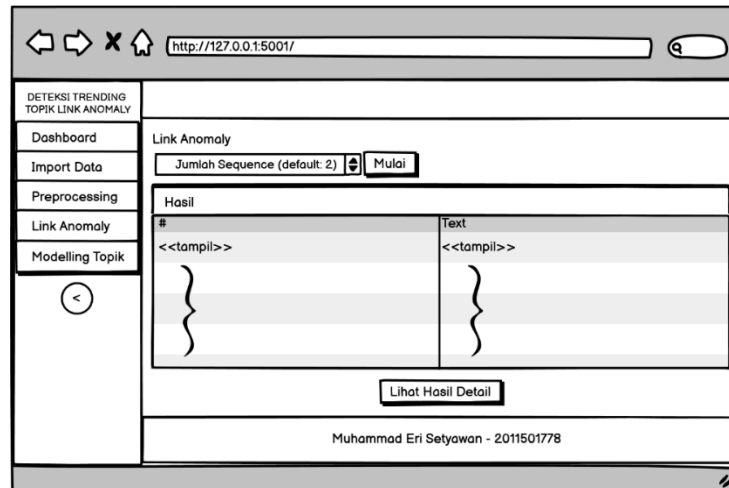 http://127.0.0.1:5001/
DETEKSI TRENDING
TOPIK LINK ANOMALY
Dashboard
Import Data
Preprocessing
Link Anomaly
Modelling Topik
<
Link Anomaly
Jumlah Sequence (default: 2)
Mulai
Hasil
# Text
<<tampil>> <<tampil>>
Lihat Hasil Detail
Muhammad Eri Setyawan - 2011501778